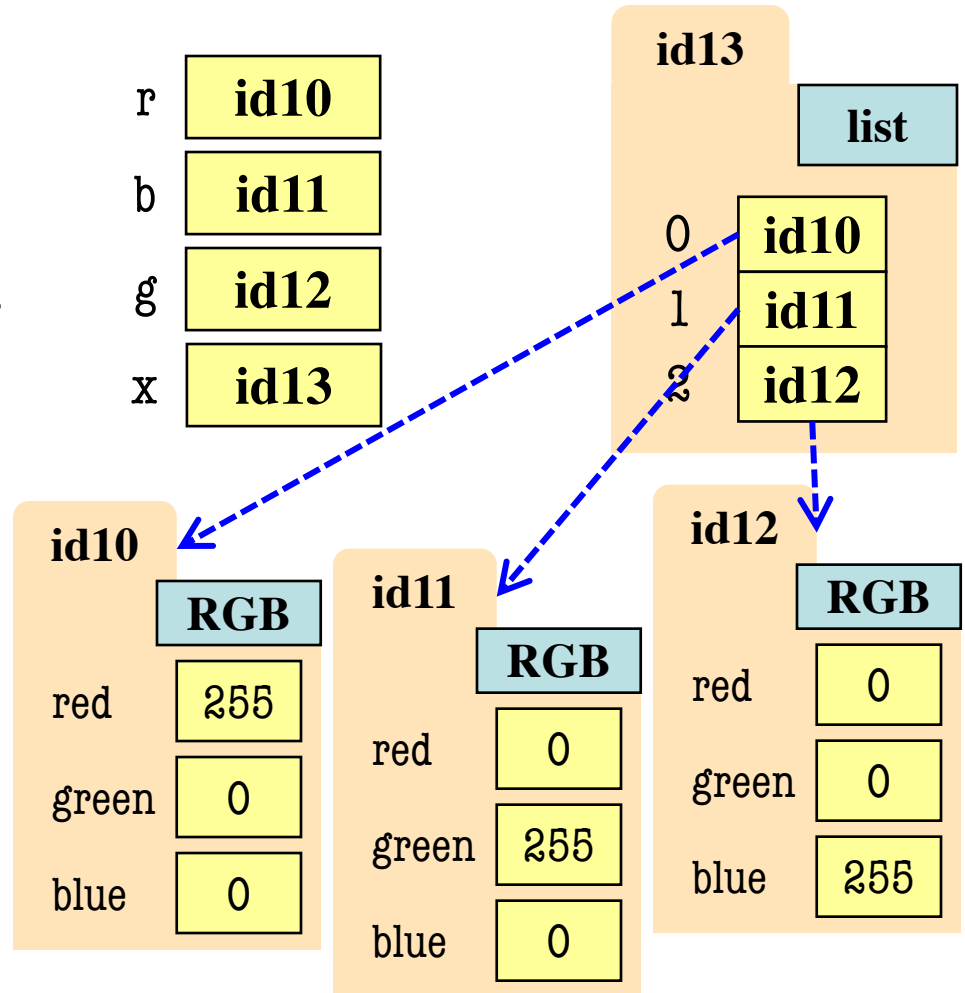 r id10
b id11
g id12
x id13
id13
list
0 id10
1 id11
2 id12
id10
RGB
red 255
green 0
blue 0
id11
RGB
red 0
green 255
blue 0
id12
RGB
red 0
green 0
blue 255